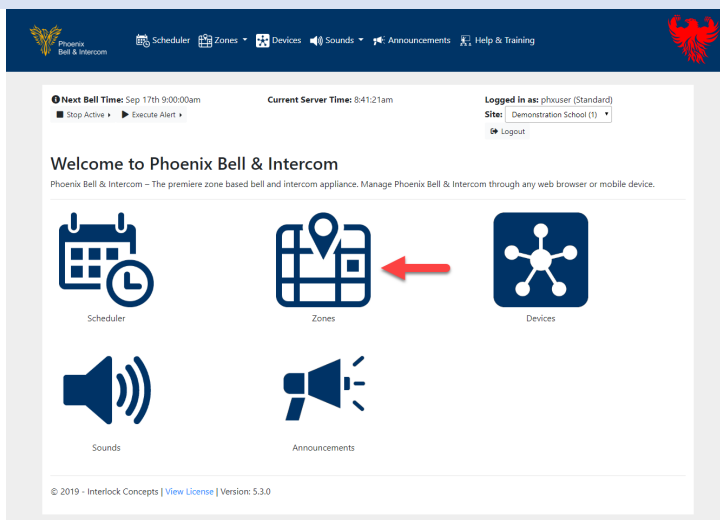 Phoenix
Bell & Intercom
Scheduler Zones Devices Sounds Announcements Help & Training
Next Bell Time: Sep 17th 9:00:00am
Current Server Time: 8:41:21am
Logged in as: phxuser (Standard)
Stop Active Execute Alert
Site: Demonstration School (1)
Logout
Welcome to Phoenix Bell & Intercom
Phoenix Bell & Intercom – The premiere zone based bell and intercom appliance. Manage Phoenix Bell & Intercom through any web browser or mobile device.
Scheduler
Zones
Devices
Sounds
Announcements
© 2019 - Interlock Concepts | View License | Version: 5.3.0